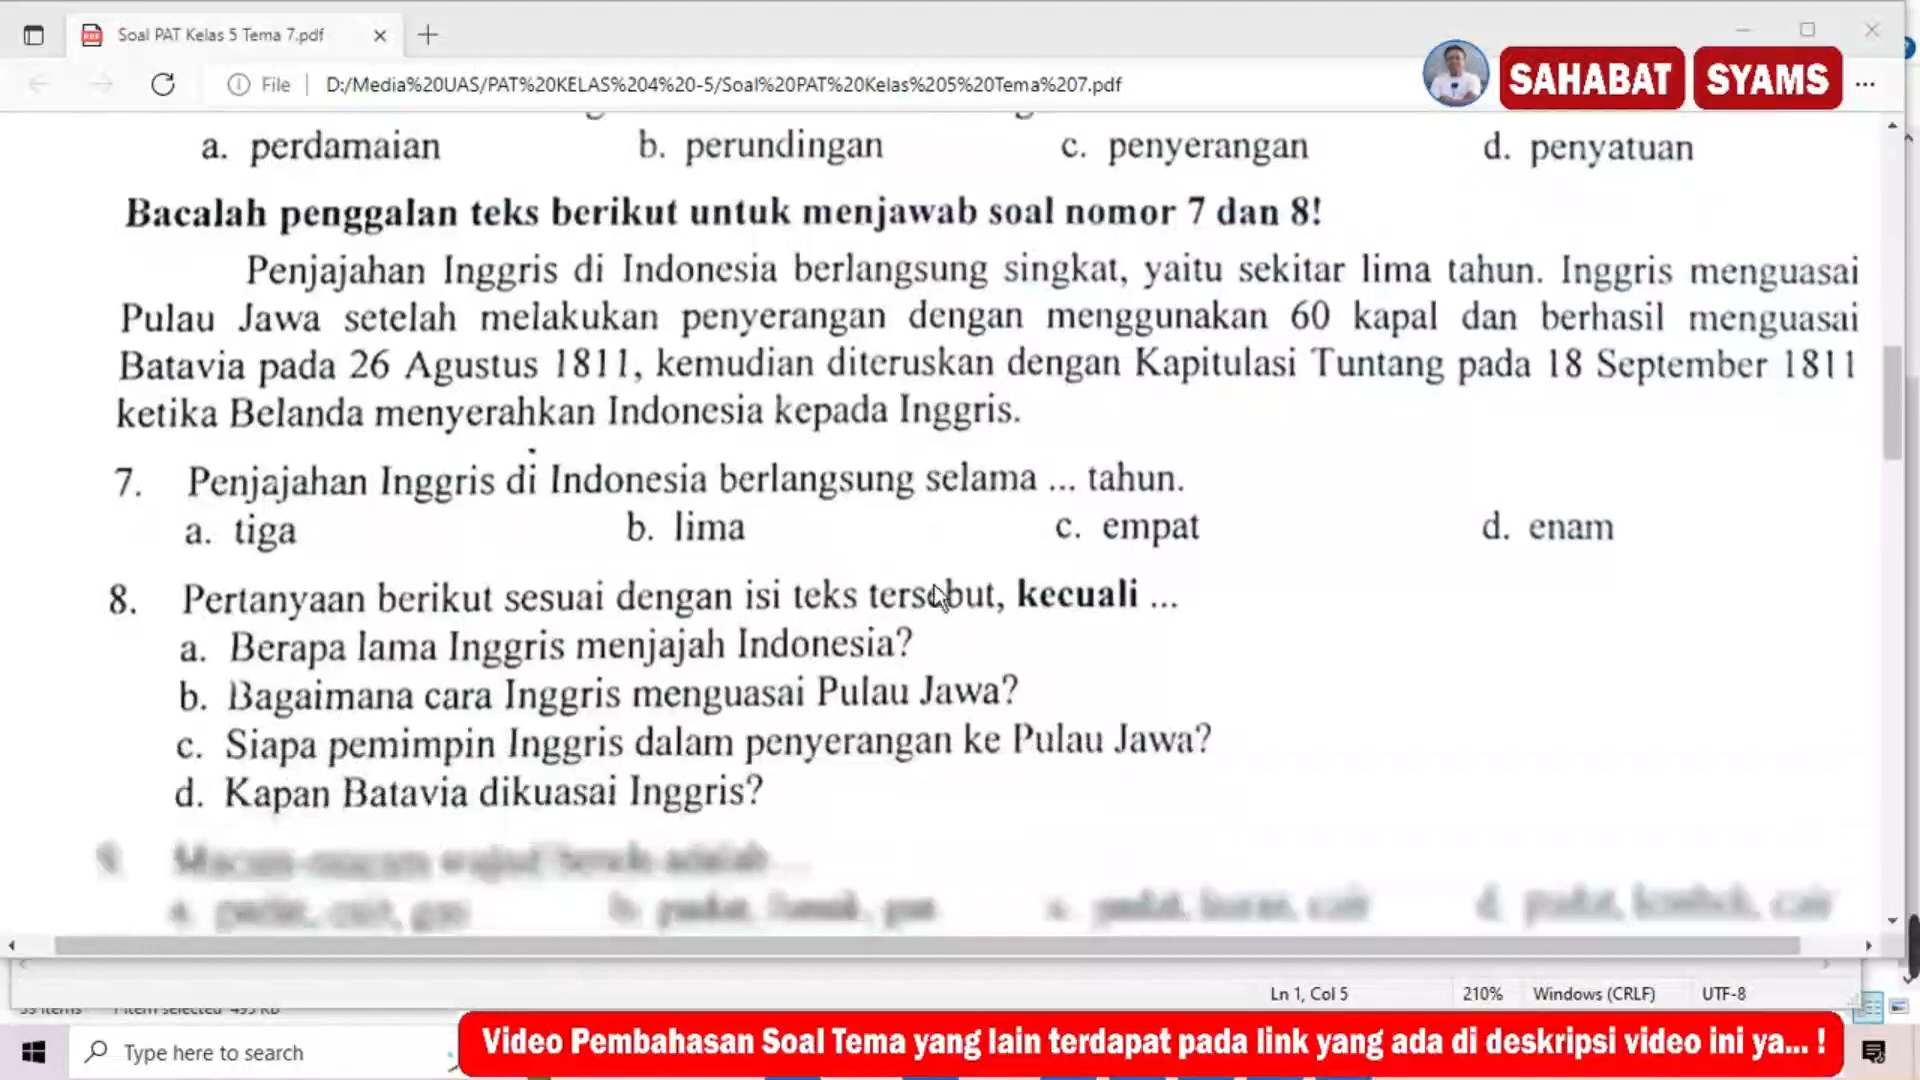 Soal PAT Kelas 5 Tema 7.pdf
File
D:/Media%20UAS/PAT%20KELAS%204%20-5/Soal%20PAT%20Kelas%205%20Tema%207.pdf
SAHABAT SYAMS
a. perdamaian b. perundingan c. penyerangan d. penyatuan
Bacalah penggalan teks berikut untuk menjawab soal nomor 7 dan 8!
Penjajahan Inggris di Indonesia berlangsung singkat, yaitu sekitar lima tahun. Inggris menguasai
Pulau Jawa setelah melakukan penyerangan dengan menggunakan 60 kapal dan berhasil menguasai
Batavia pada 26 Agustus 1811, kemudian diteruskan dengan Kapitulasi Tuntang pada 18 September 1811
ketika Belanda menyerahkan Indonesia kepada Inggris.
7. Penjajahan Inggris di Indonesia berlangsung selama ... tahun.
a. tiga b. lima c. empat d. enam
8. Pertanyaan berikut sesuai dengan isi teks tersebut, kecuali ...
a. Berapa lama Inggris menjajah Indonesia?
b. Bagaimana cara Inggris menguasai Pulau Jawa?
c. Siapa pemimpin Inggris dalam penyerangan ke Pulau Jawa?
d. Kapan Batavia dikuasai Inggris?
Ln 1, Col 5 210% Windows (CRLF) UTF-8
Type here to search
Video Pembahasan Soal Tema yang lain terdapat pada link yang ada di deskripsi video ini ya... !